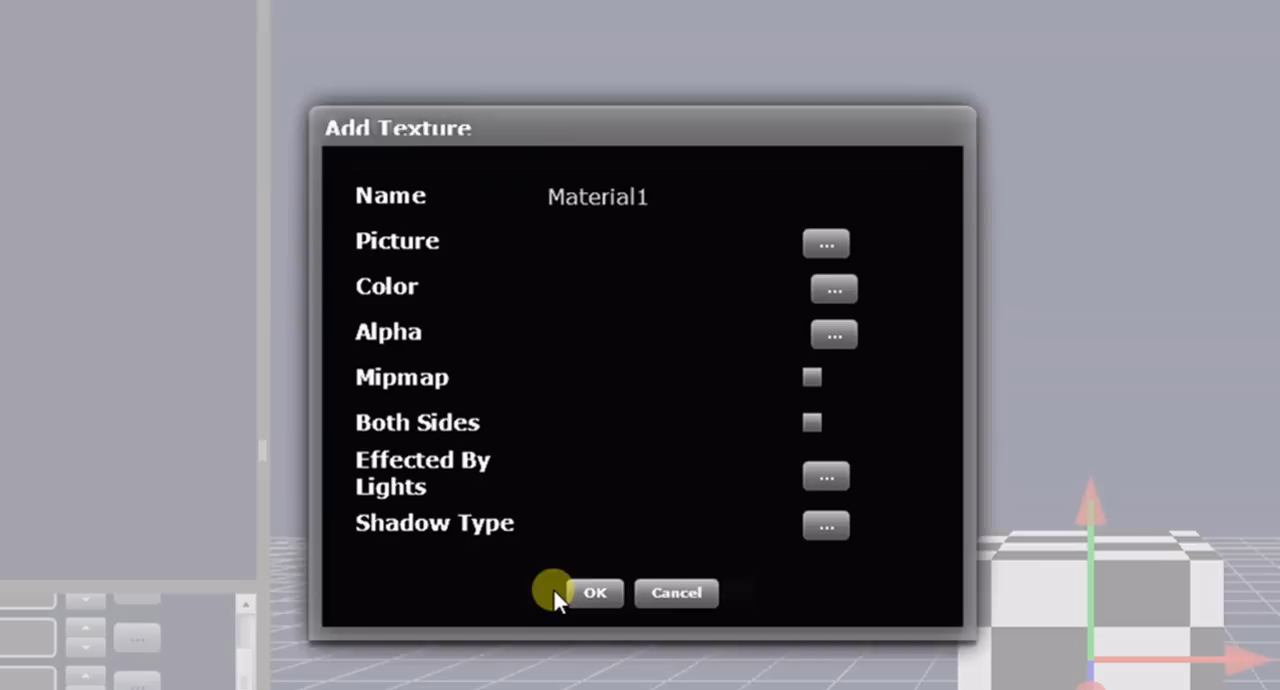 Add Texture
Name Material1
Picture ...
Color ...
Alpha ...
Mipmap
Both Sides
Effected By
Lights ...
Shadow Type ...
OK Cancel
...